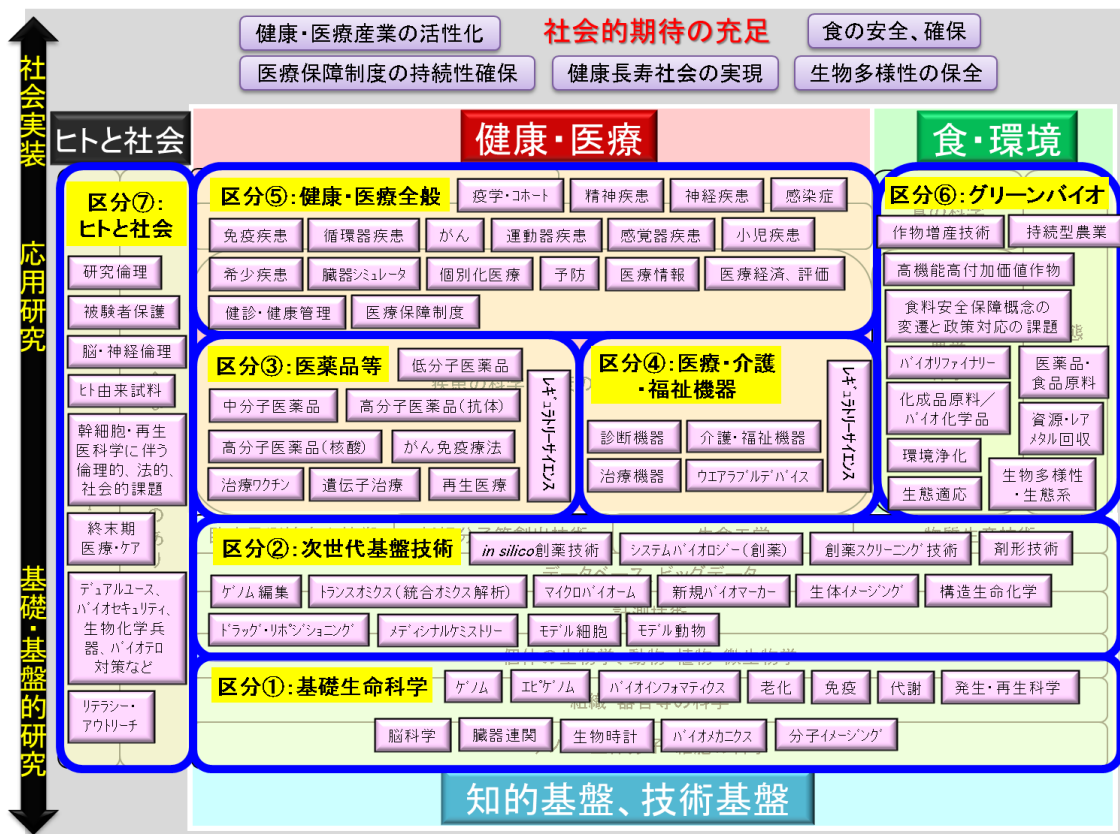 健康・医療産業の活性化
社会的期待の充足
食の安全、確保
医療保障制度の持続性確保
健康長寿社会の実現
生物多様性の保全
社会実装
応用研究
基礎・基盤的研究
ヒトと社会
健康・医療
食・環境
区分⑦:
ヒトと社会
研究倫理
被験者保護
脳・神経倫理
ヒト由来試料
幹細胞・再生
医科学に伴う
倫理的、法的、
社会的課題
終末期
医療・ケア
デュアルユース、
バイオセキュリティ、
生物化学兵
器、バイオテロ
対策など
リテラシー・
アウトリーチ
区分⑤:健康・医療全般
疫学・コホート
精神疾患
神経疾患
感染症
免疫疾患
循環器疾患
がん
運動器疾患
感覚器疾患
小児疾患
希少疾患
臓器シミュレータ
個別化医療
予防
医療情報
医療経済、評価
健診・健康管理
医療保障制度
区分⑥:グリーンバイオ
作物増産技術
持続型農業
高機能高付加価値作物
食料安全保障概念の
変遷と政策対応の課題
バイオリファイナリー
医薬品・
食品原料
化成品原料/
バイオ化学品
資源・レア
メタル回収
環境浄化
生物多様性
・生態系
生態適応
区分③:医薬品等
低分子医薬品
中分子医薬品
高分子医薬品(抗体)
高分子医薬品(核酸)
がん免疫療法
治療ワクチン
遺伝子治療
再生医療
レギュラトリーサイエンス
区分④:医療・介護
・福祉機器
診断機器
介護・福祉機器
治療機器
ウエアラブルデバイス
レギュラトリーサイエンス
区分②:次世代基盤技術
in silico創薬技術
システムバイオロジー(創薬)
創薬スクリーニング技術
剤形技術
データベース・ビッグデータ
ゲノム編集
トランスオミクス(統合オミクス解析)
マイクロバイオーム
新規バイオマーカー
生体イメージング
構造生命化学
ドラッグ・リポジショニング
メディシナルケミストリー
モデル細胞
モデル動物
区分①:基礎生命科学
ゲノム
エピゲノム
バイオインフォマティクス
老化
免疫
代謝
発生・再生科学
脳科学
臓器連関
生物時計
バイオメカニクス
分子イメージング
知的基盤、技術基盤